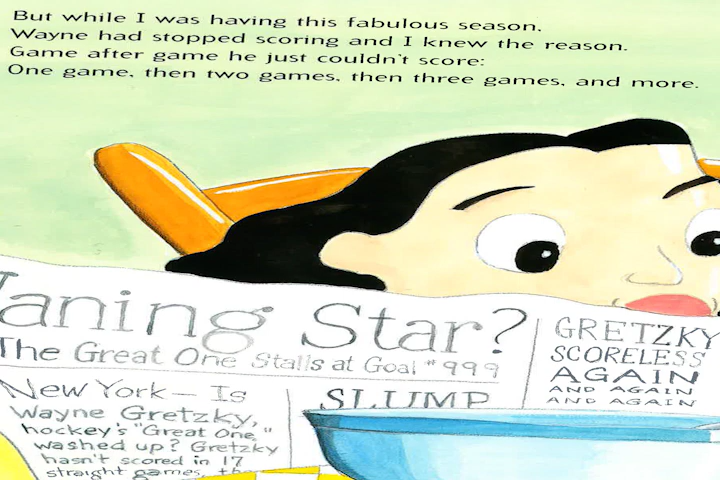 But while I was having this fabulous season,
Wayne had stopped scoring and I knew the reason.
Game after game he just couldn't score:
One game, then two games, then three games, and more.
aning Star?
The Great One Stalls at Goal #999
GRETZKY
SCORELESS
AGAIN
AND AGAIN
AND AGAIN
New York— Is
Wayne Gretzky,
hockey's "Great One,"
washed up? Gretzky
hasn't scored in 17
straight games,
SLUMP